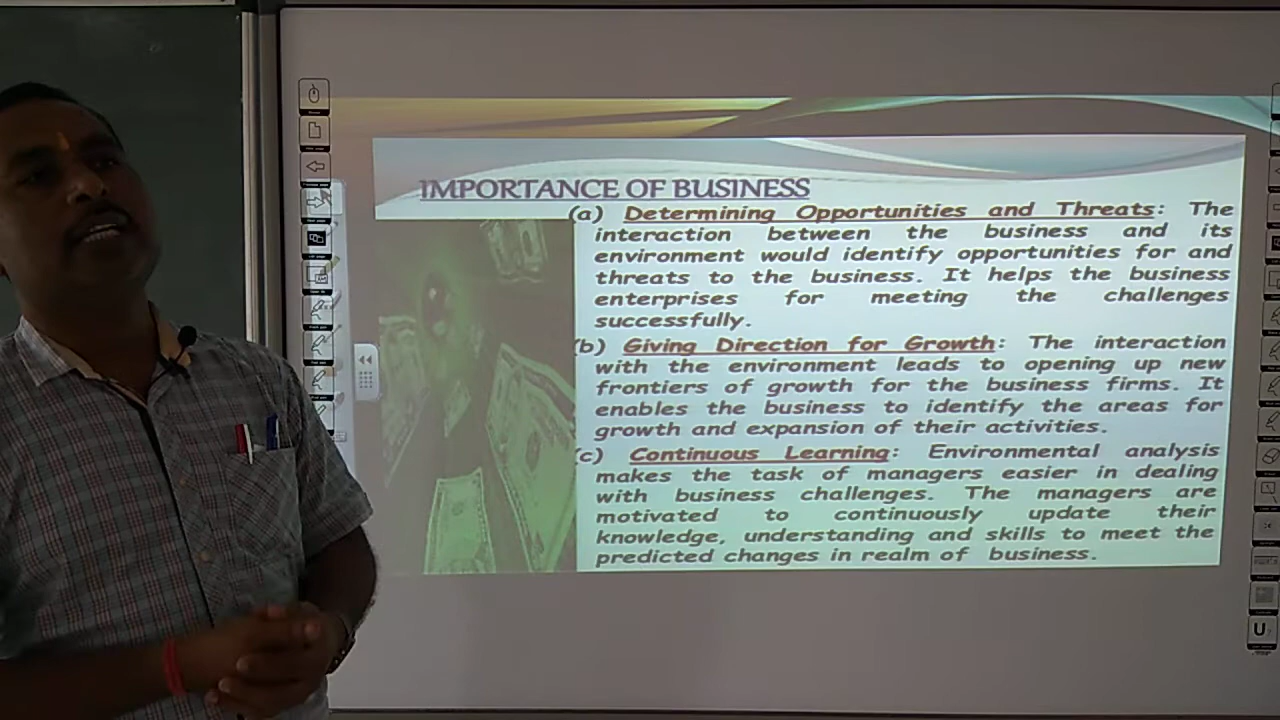 IMPORTANCE OF BUSINESS
(a) Determining Opportunities and Threats: The
interaction between the business and its
environment would identify opportunities for and
threats to the business. It helps the business
enterprises for meeting the challenges
successfully.
(b) Giving Direction for Growth: The interaction
with the environment leads to opening up new
frontiers of growth for the business firms. It
enables the business to identify the areas for
growth and expansion of their activities.
(c) Continuous Learning: Environmental analysis
makes the task of managers easier in dealing
with business challenges. The managers are
motivated to continuously update their
knowledge, understanding and skills to meet the
predicted changes in realm of business.